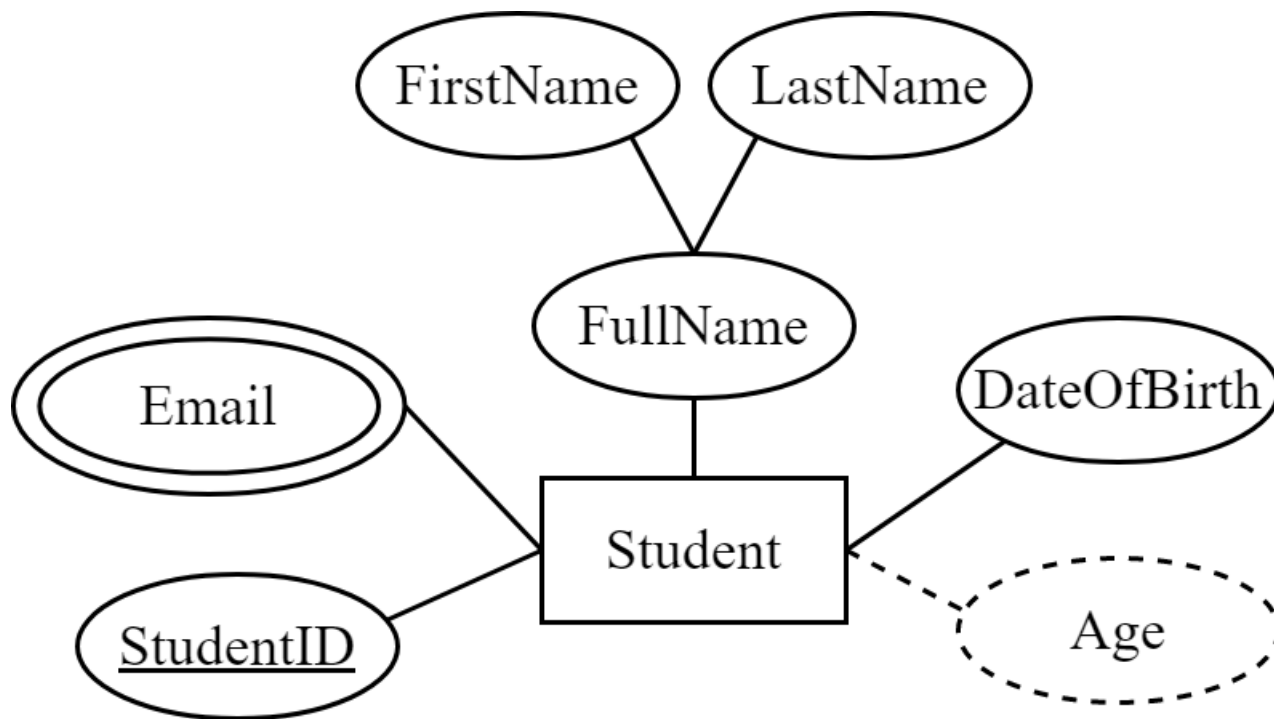 FirstName
LastName
FullName
Email
DateOfBirth
Student
StudentID
Age